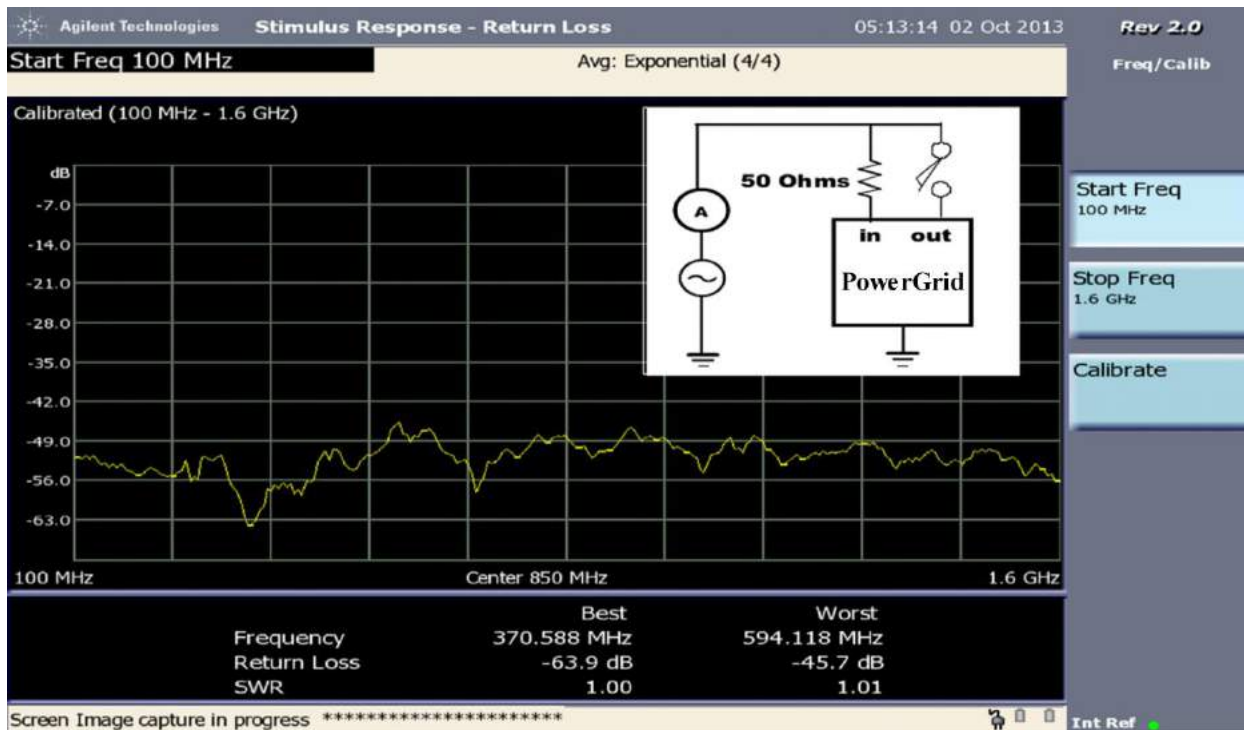 Agilent Technologies Stimulus Response - Return Loss 05:13:14 02 Oct 2013 Rev 2.0
Start Freq 100 MHz Avg: Exponential (4/4) Freq/Calib
Calibrated (100 MHz - 1.6 GHz)
dB
-7.0
-14.0
-21.0
-28.0
-35.0
-42.0
-49.0
-56.0
-63.0
50 Ohms
A
in out
PowerGrid
100 MHz Center 850 MHz 1.6 GHz
Best Worst
Frequency 370.588 MHz 594.118 MHz
Return Loss -63.9 dB -45.7 dB
SWR 1.00 1.01
Screen Image capture in progress **********************
Start Freq
100 MHz
Stop Freq
1.6 GHz
Calibrate
Int Ref